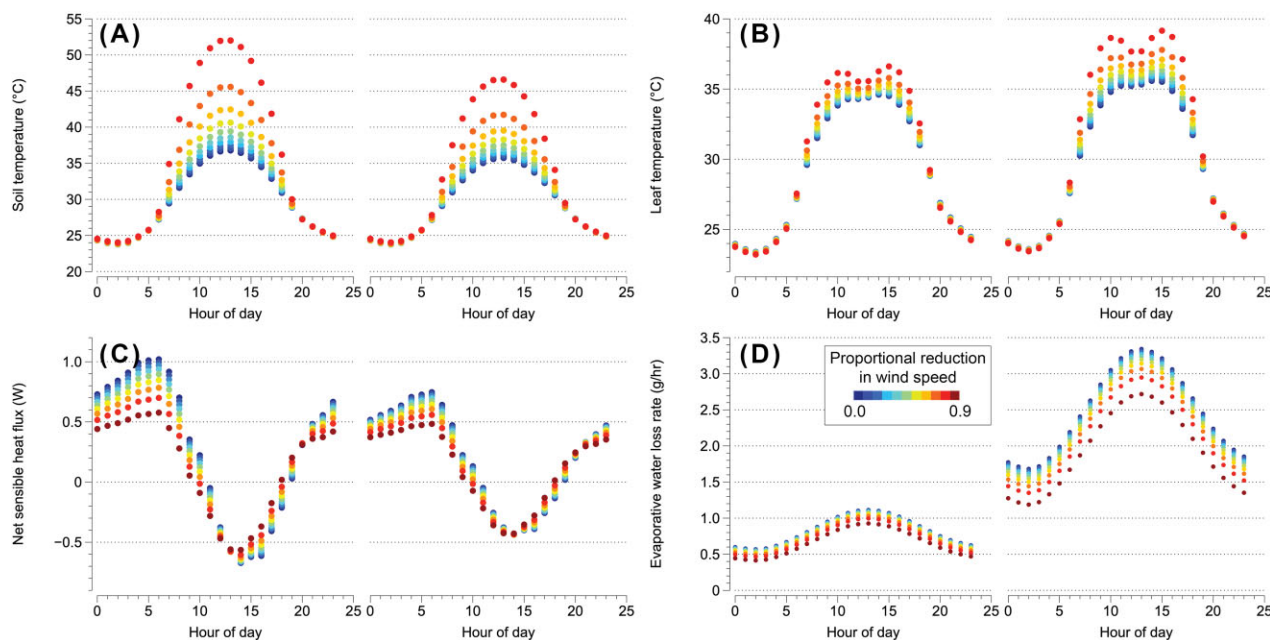 (A)
Soil temperature (°C)
55
50
45
40
35
30
25
20
0 5 10 15 20 25
Hour of day
0 5 10 15 20 25
Hour of day
(B)
Leaf temperature (°C)
40
35
30
25
0 5 10 15 20 25
Hour of day
0 5 10 15 20 25
Hour of day
(C)
Net sensible heat flux (W)
1.0
0.5
0
−0.5
0 5 10 15 20 25
Hour of day
0 5 10 15 20 25
Hour of day
(D)
Evaporative water loss rate (g/hr)
3.5
3.0
2.5
2.0
1.5
1.0
0.5
0
Proportional reduction
in wind speed
0.0 0.9
0 5 10 15 20 25
Hour of day
0 5 10 15 20 25
Hour of day